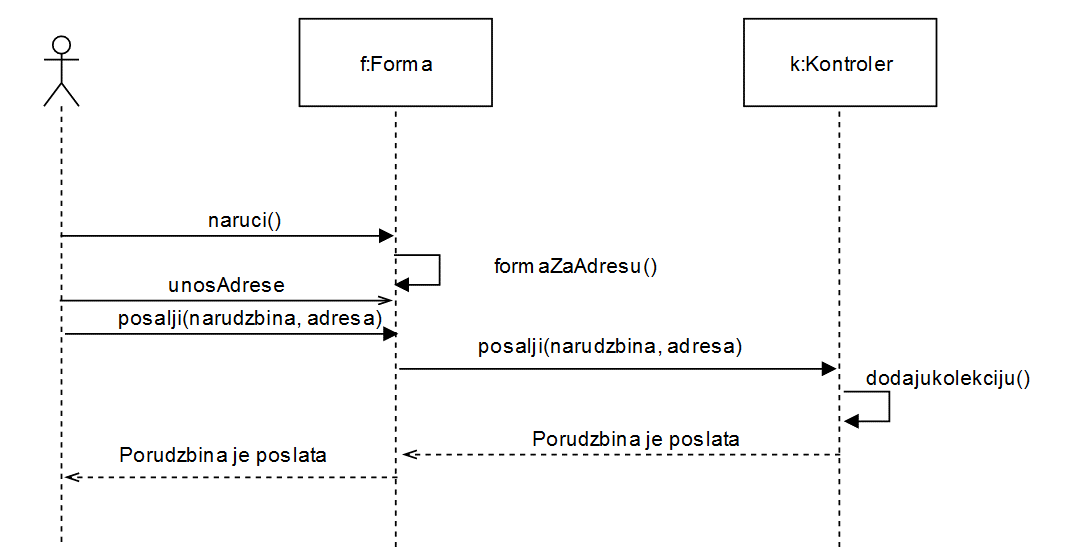 f:Forma
k:Kontroler
naruci()
formaZaAdresu()
unosAdrese
posalji(narudzbina, adresa)
posalji(narudzbina, adresa)
dodajukolekciju()
Porudzbina je poslata
Porudzbina je poslata